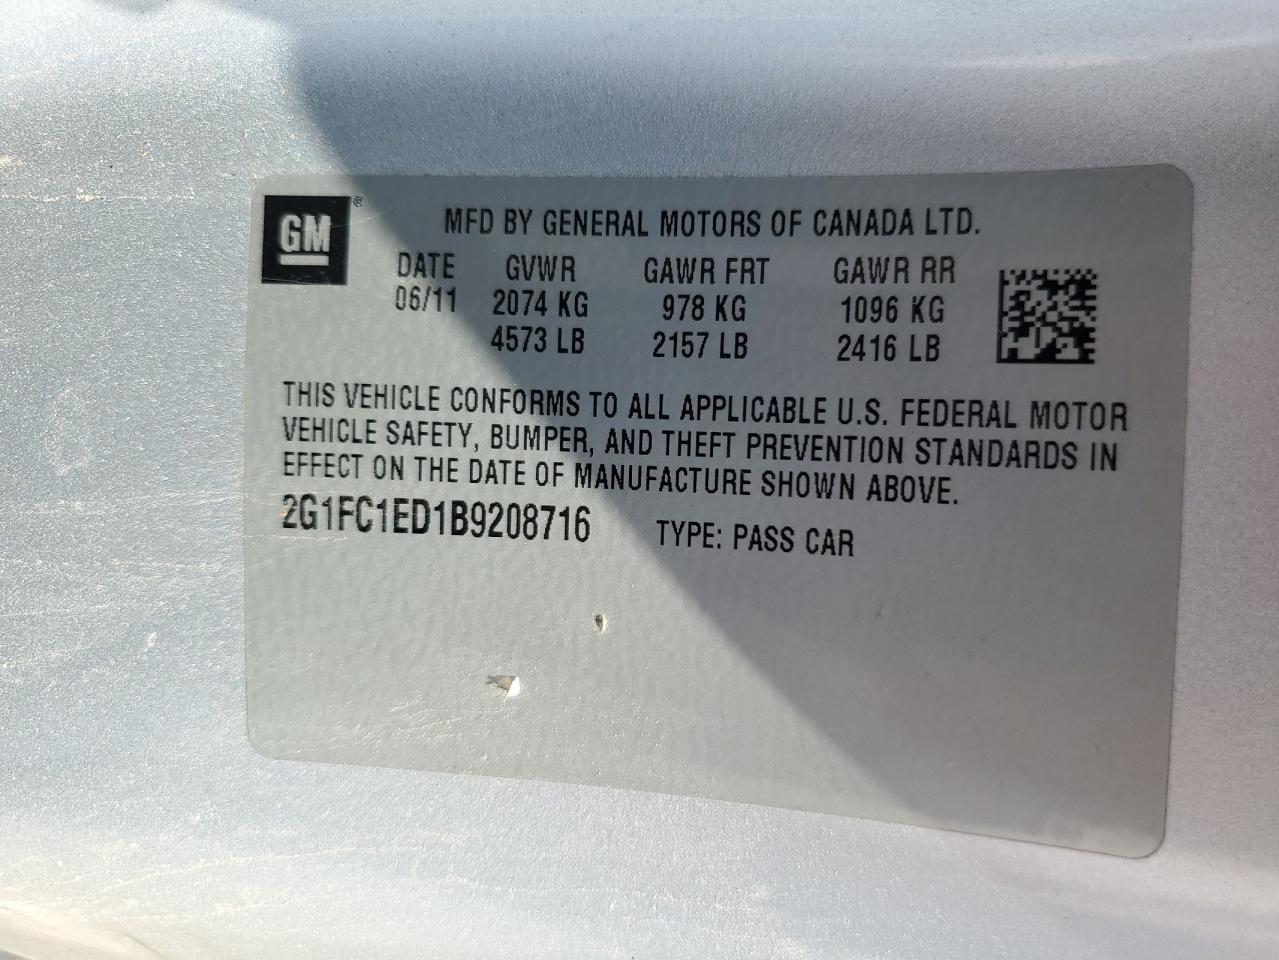 GM®
MFD BY GENERAL MOTORS OF CANADA LTD.
DATE GVWR GAWR FRT GAWR RR
06/11 2074 KG 978 KG 1096 KG
4573 LB 2157 LB 2416 LB
THIS VEHICLE CONFORMS TO ALL APPLICABLE U.S. FEDERAL MOTOR
VEHICLE SAFETY, BUMPER, AND THEFT PREVENTION STANDARDS IN
EFFECT ON THE DATE OF MANUFACTURE SHOWN ABOVE.
2G1FC1ED1B9208716 TYPE: PASS CAR